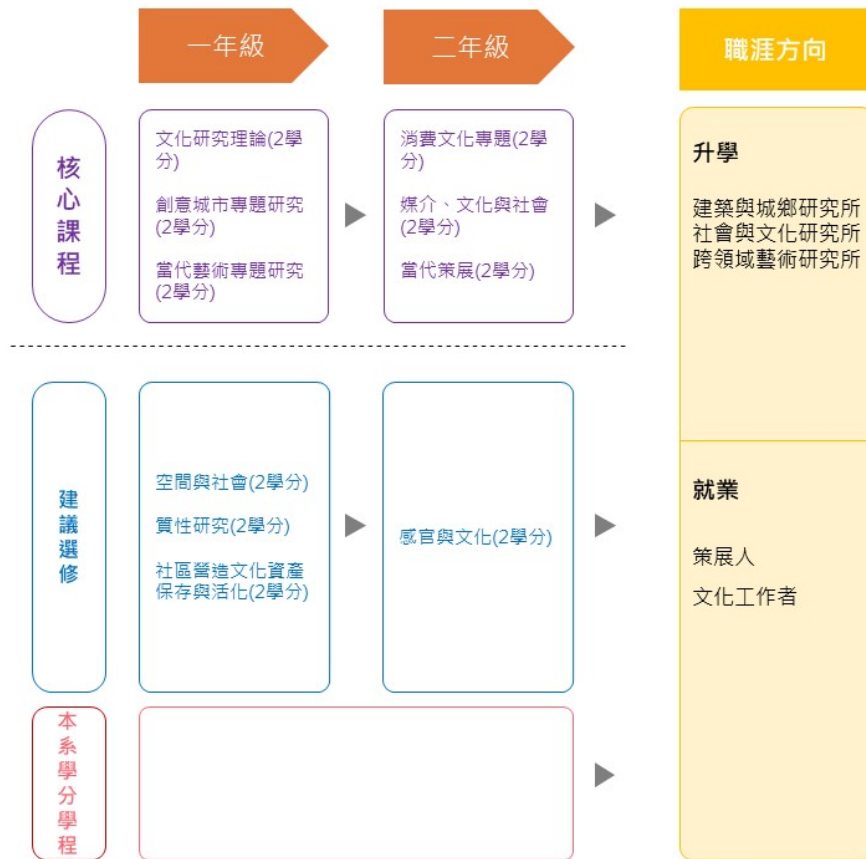 一年級
二年級
職涯方向
核心課程
文化研究理論(2學
分)
創意城市專題研究
(2學分)
當代藝術專題研究
(2學分)
消費文化專題(2學
分)
媒介、文化與社會
(2學分)
當代策展(2學分)
升學
建築與城鄉研究所
社會與文化研究所
跨領域藝術研究所
建議選修
空間與社會(2學分)
質性研究(2學分)
社區營造文化資產
保存與活化(2學分)
感官與文化(2學分)
就業
策展人
文化工作者
本系學分學程